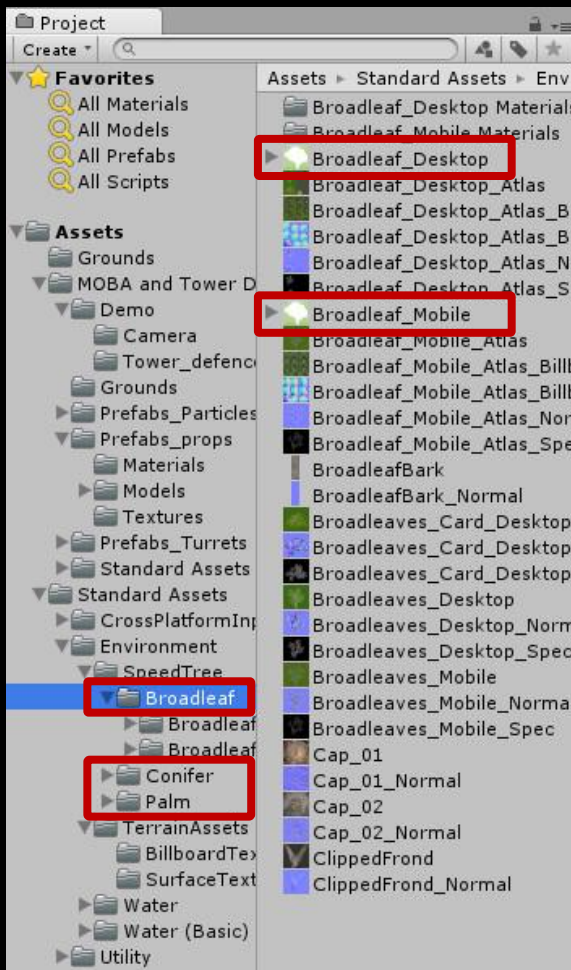 Project
Create
Favorites
All Materials
All Models
All Prefabs
All Scripts
Assets
Grounds
MOBA and Tower D
Demo
Camera
Tower_defenc
Grounds
Prefabs_Particles
Prefabs_props
Materials
Models
Textures
Prefabs_Turrets
Standard Assets
Standard Assets
CrossPlatformInp
Environment
SpeedTree
Broadleaf
Broadleaf
Broadleaf
Conifer
Palm
TerrainAssets
BillboardTex
SurfaceText
Water
Water (Basic)
Utility
Assets ▸ Standard Assets ▸ Envi
Broadleaf_Desktop Materials
Broadleaf_Mobile Materials
Broadleaf_Desktop
Broadleaf_Desktop_Atlas
Broadleaf_Desktop_Atlas_B
Broadleaf_Desktop_Atlas_B
Broadleaf_Desktop_Atlas_N
Broadleaf_Desktop_Atlas_S
Broadleaf_Mobile
Broadleaf_Mobile_Atlas
Broadleaf_Mobile_Atlas_Billb
Broadleaf_Mobile_Atlas_Billb
Broadleaf_Mobile_Atlas_Nor
Broadleaf_Mobile_Atlas_Spe
BroadleafBark
BroadleafBark_Normal
Broadleaves_Card_Desktop
Broadleaves_Card_Desktop
Broadleaves_Card_Desktop
Broadleaves_Desktop
Broadleaves_Desktop_Norm
Broadleaves_Desktop_Spec
Broadleaves_Mobile
Broadleaves_Mobile_Norma
Broadleaves_Mobile_Spec
Cap_01
Cap_01_Normal
Cap_02
Cap_02_Normal
ClippedFrond
ClippedFrond_Normal